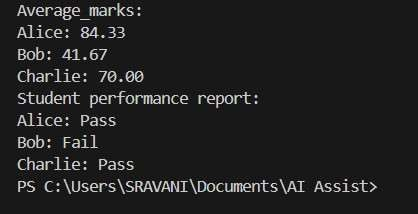 Average_marks:
Alice: 84.33
Bob: 41.67
Charlie: 70.00
Student performance report:
Alice: Pass
Bob: Fail
Charlie: Pass
PS C:\Users\SRAVANI\Documents\AI Assist>